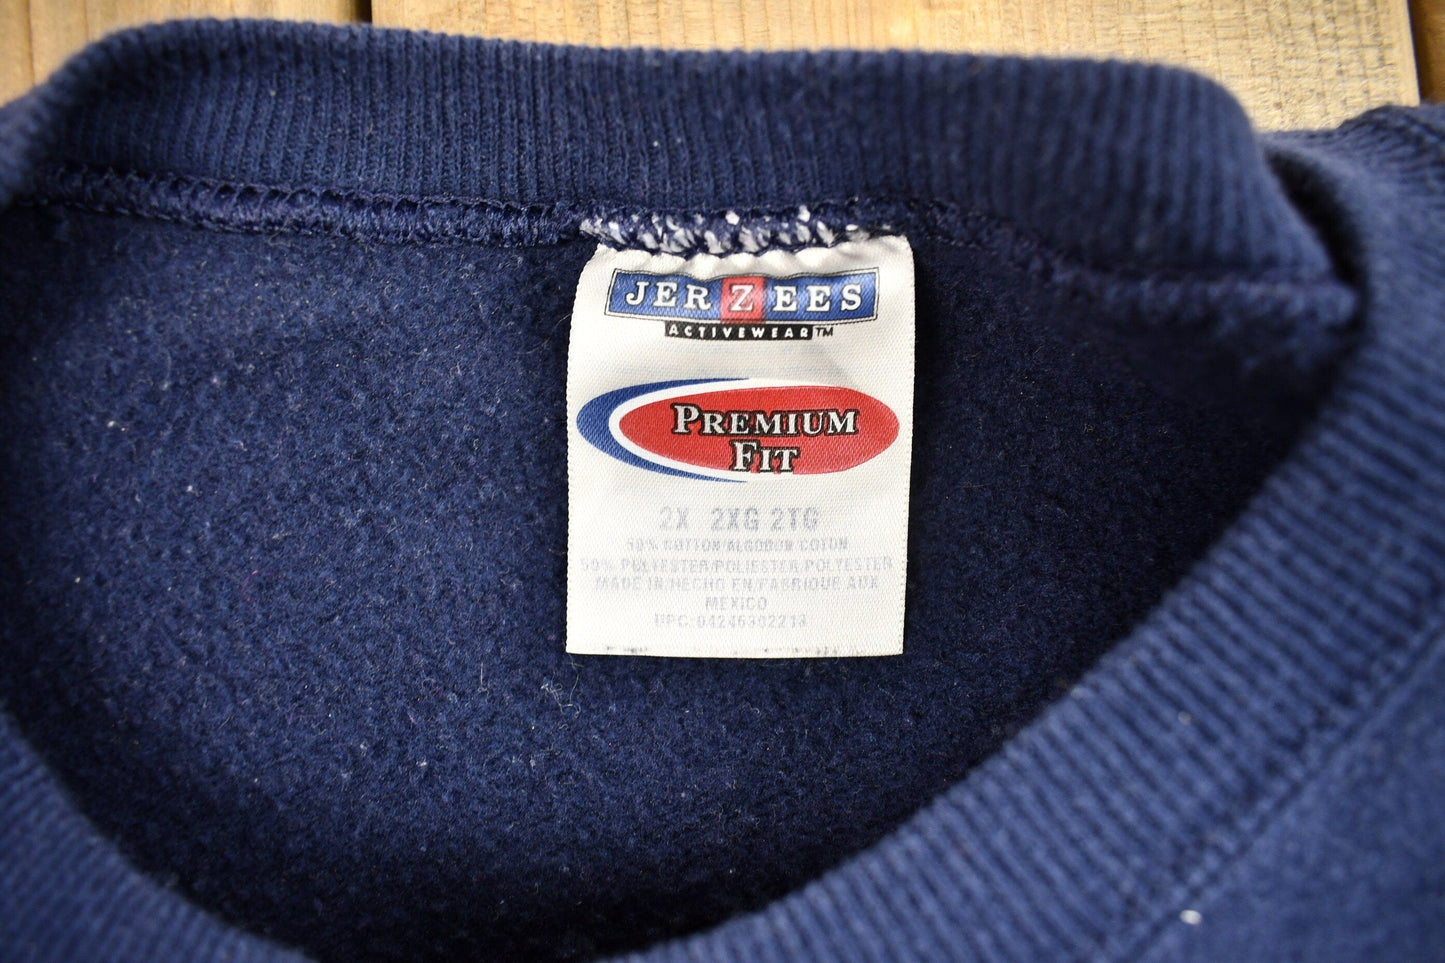 JERZEES
ACTIVEWEAR™
PREMIUM
FIT
2X 2XG 2TG
50% COTTON/ALGODON/COTON
50% POLYESTER/POLIESTER/POLYESTER
MADE IN/HECHO EN/FABRIQUE AUX
MEXICO
UPC: